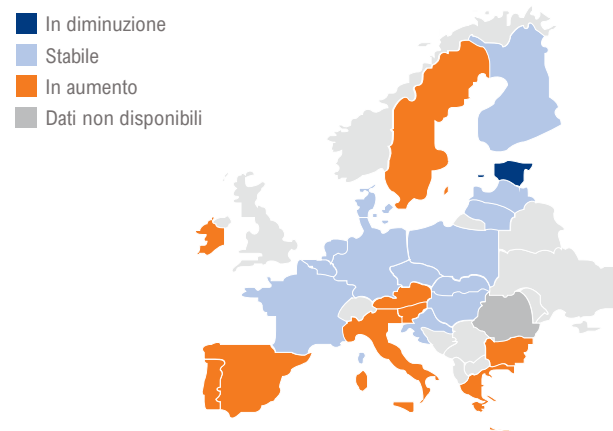 In diminuzione
Stabile
In aumento
Dati non disponibili